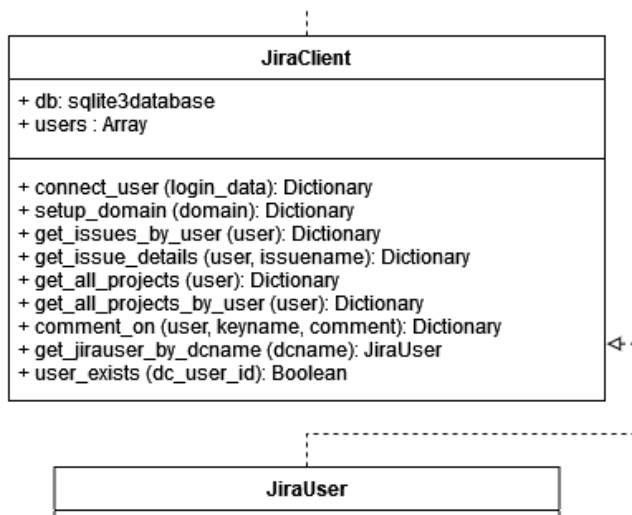 JiraClient
+ db: sqlite3database
+ users : Array
+ connect_user (login_data): Dictionary
+ setup_domain (domain): Dictionary
+ get_issues_by_user (user): Dictionary
+ get_issue_details (user, issuename): Dictionary
+ get_all_projects (user): Dictionary
+ get_all_projects_by_user (user): Dictionary
+ comment_on (user, keyname, comment): Dictionary
+ get_jirauser_by_dcname (dcname): JiraUser
+ user_exists (dc_user_id): Boolean
JiraUser